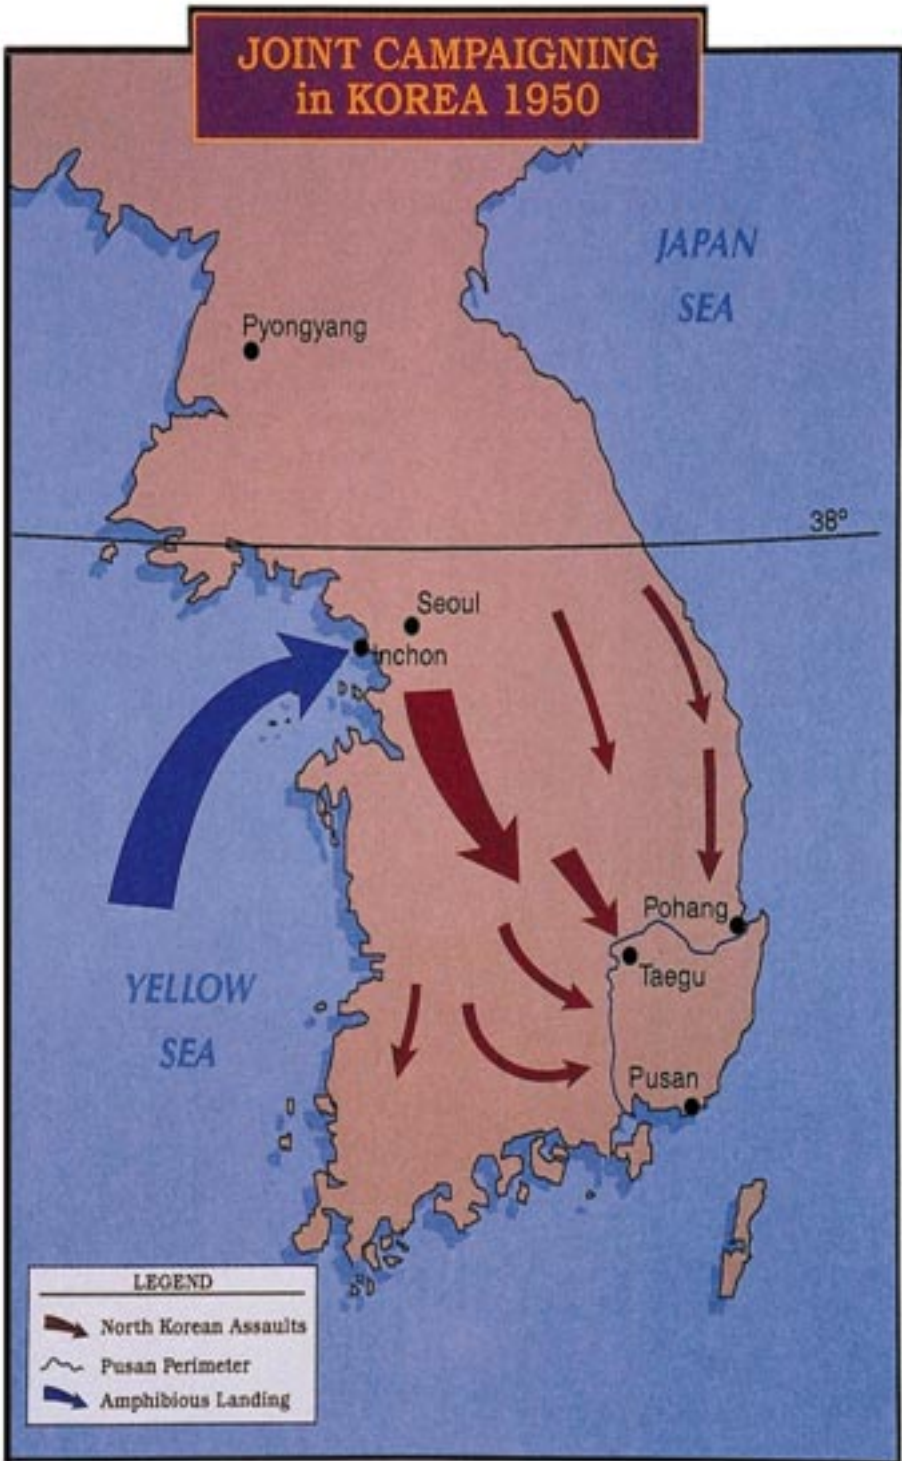 JOINT CAMPAIGNING
in KOREA 1950
JAPAN
SEA
Pyongyang
38°
Seoul
Inchon
Pohang
Taegu
YELLOW
SEA
Pusan
LEGEND
North Korean Assaults
Pusan Perimeter
Amphibious Landing